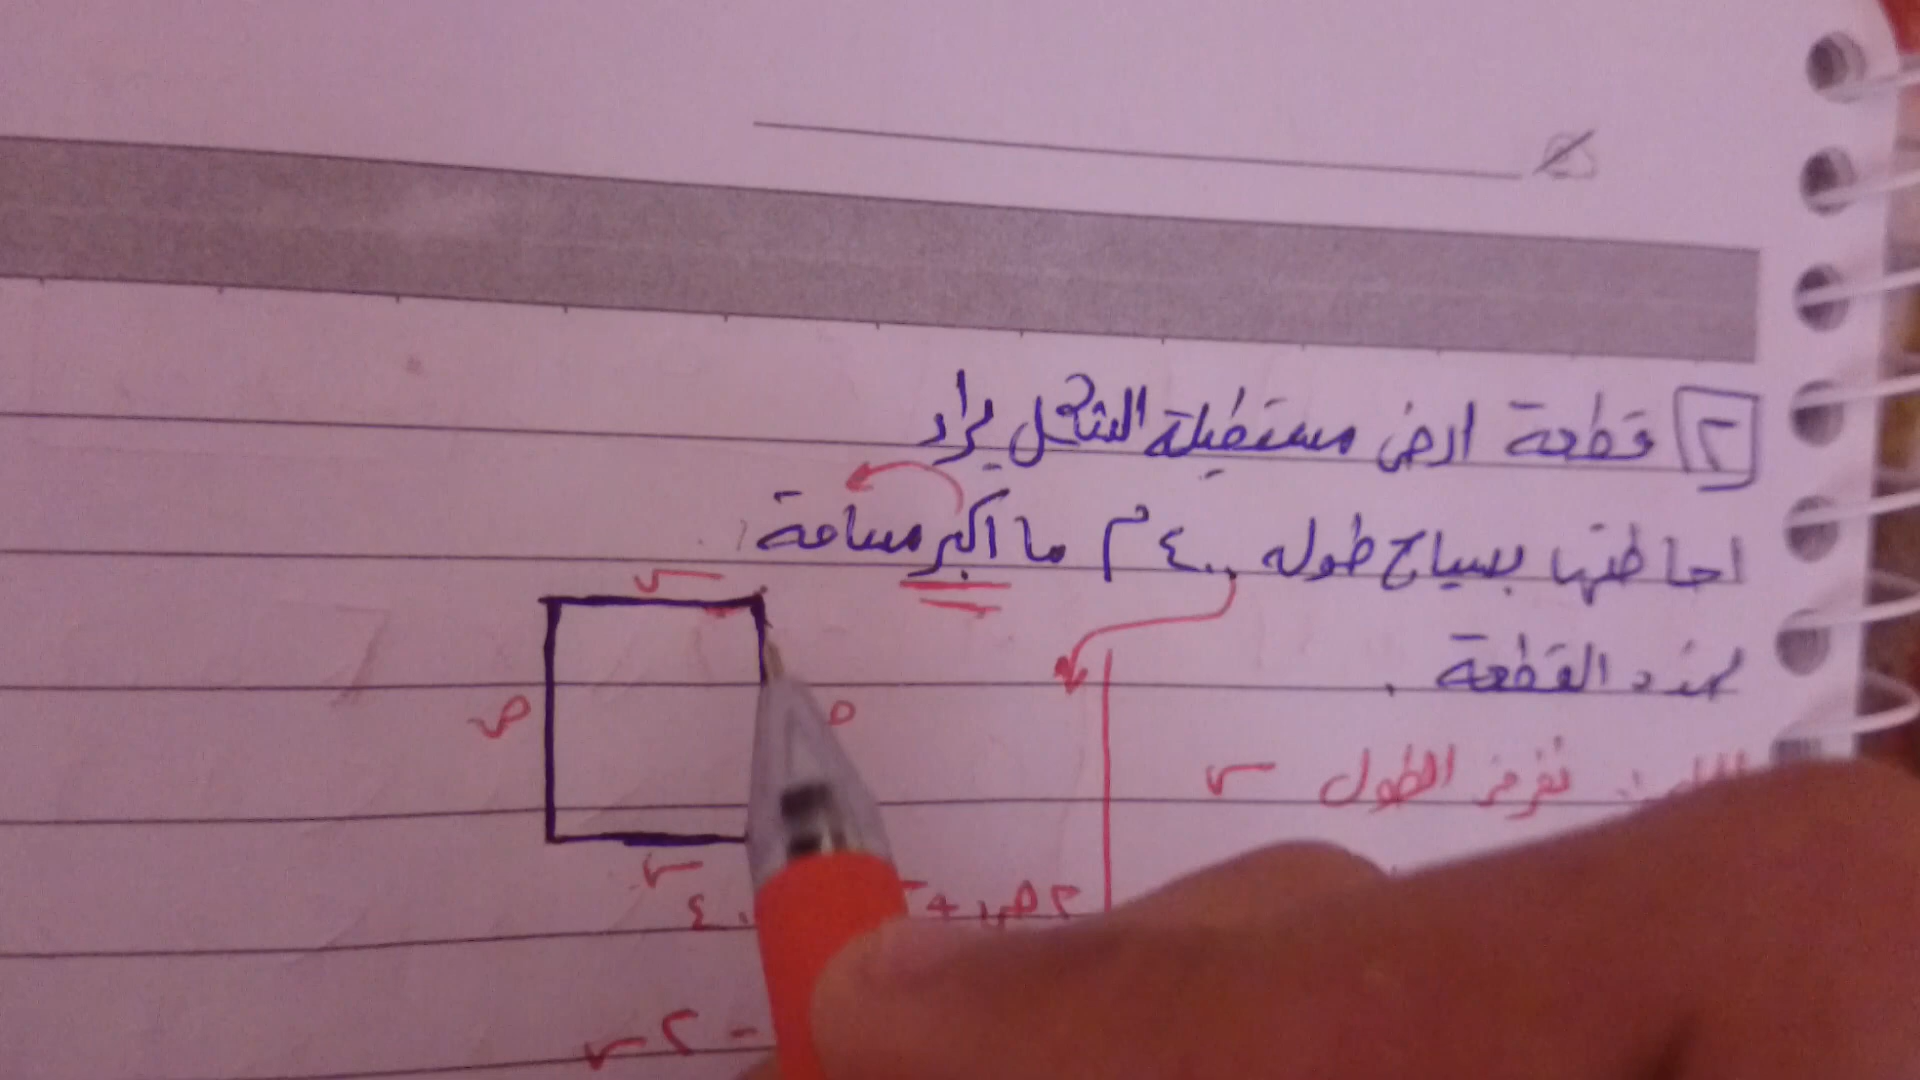 ٢ قطعة ارض مستطيلة الشكل يراد
احاطتها بسياج طوله ٤٠٠ م ما اكبر مساحة
لهذه القطعة .
نفرض الطول س
س
ص
س
٢ص +
- ٢س